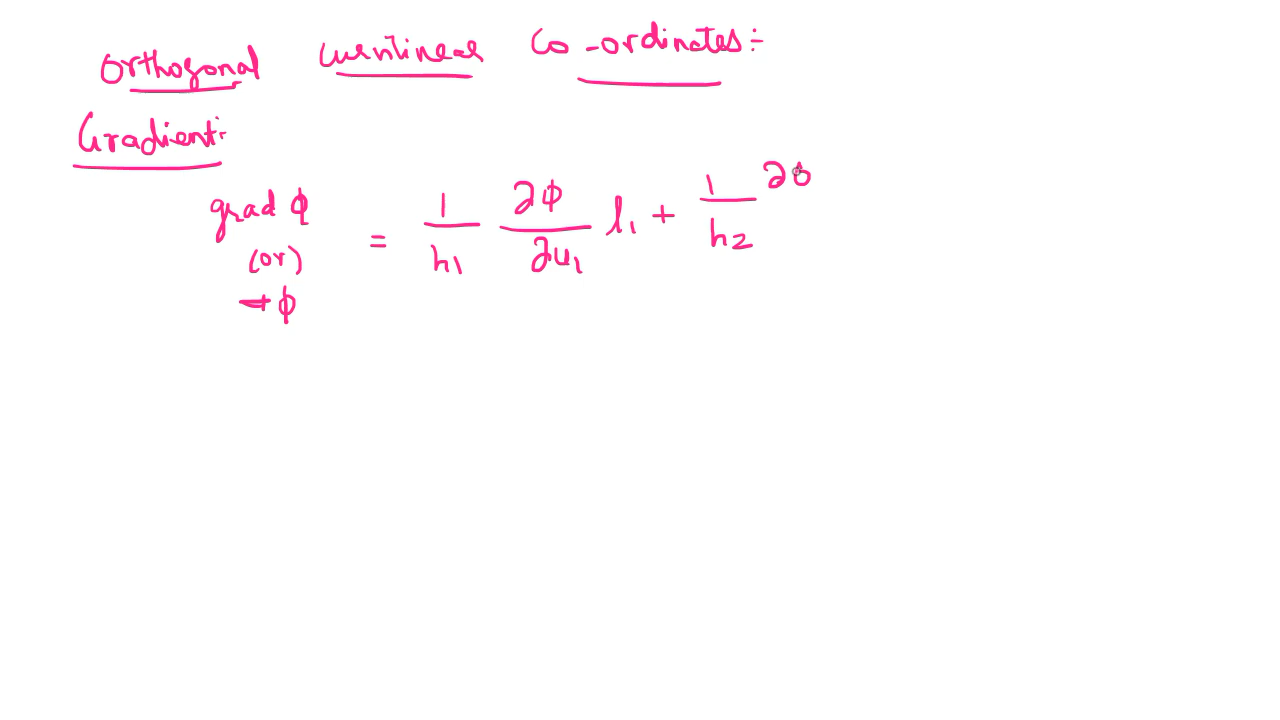 Orthogonal Curvilinear Co-ordinates:-
Gradient:-
grad ϕ
(or)
ϕ
= 1/h₁ ∂ϕ/∂u₁ l₁ + 1/h₂ ∂